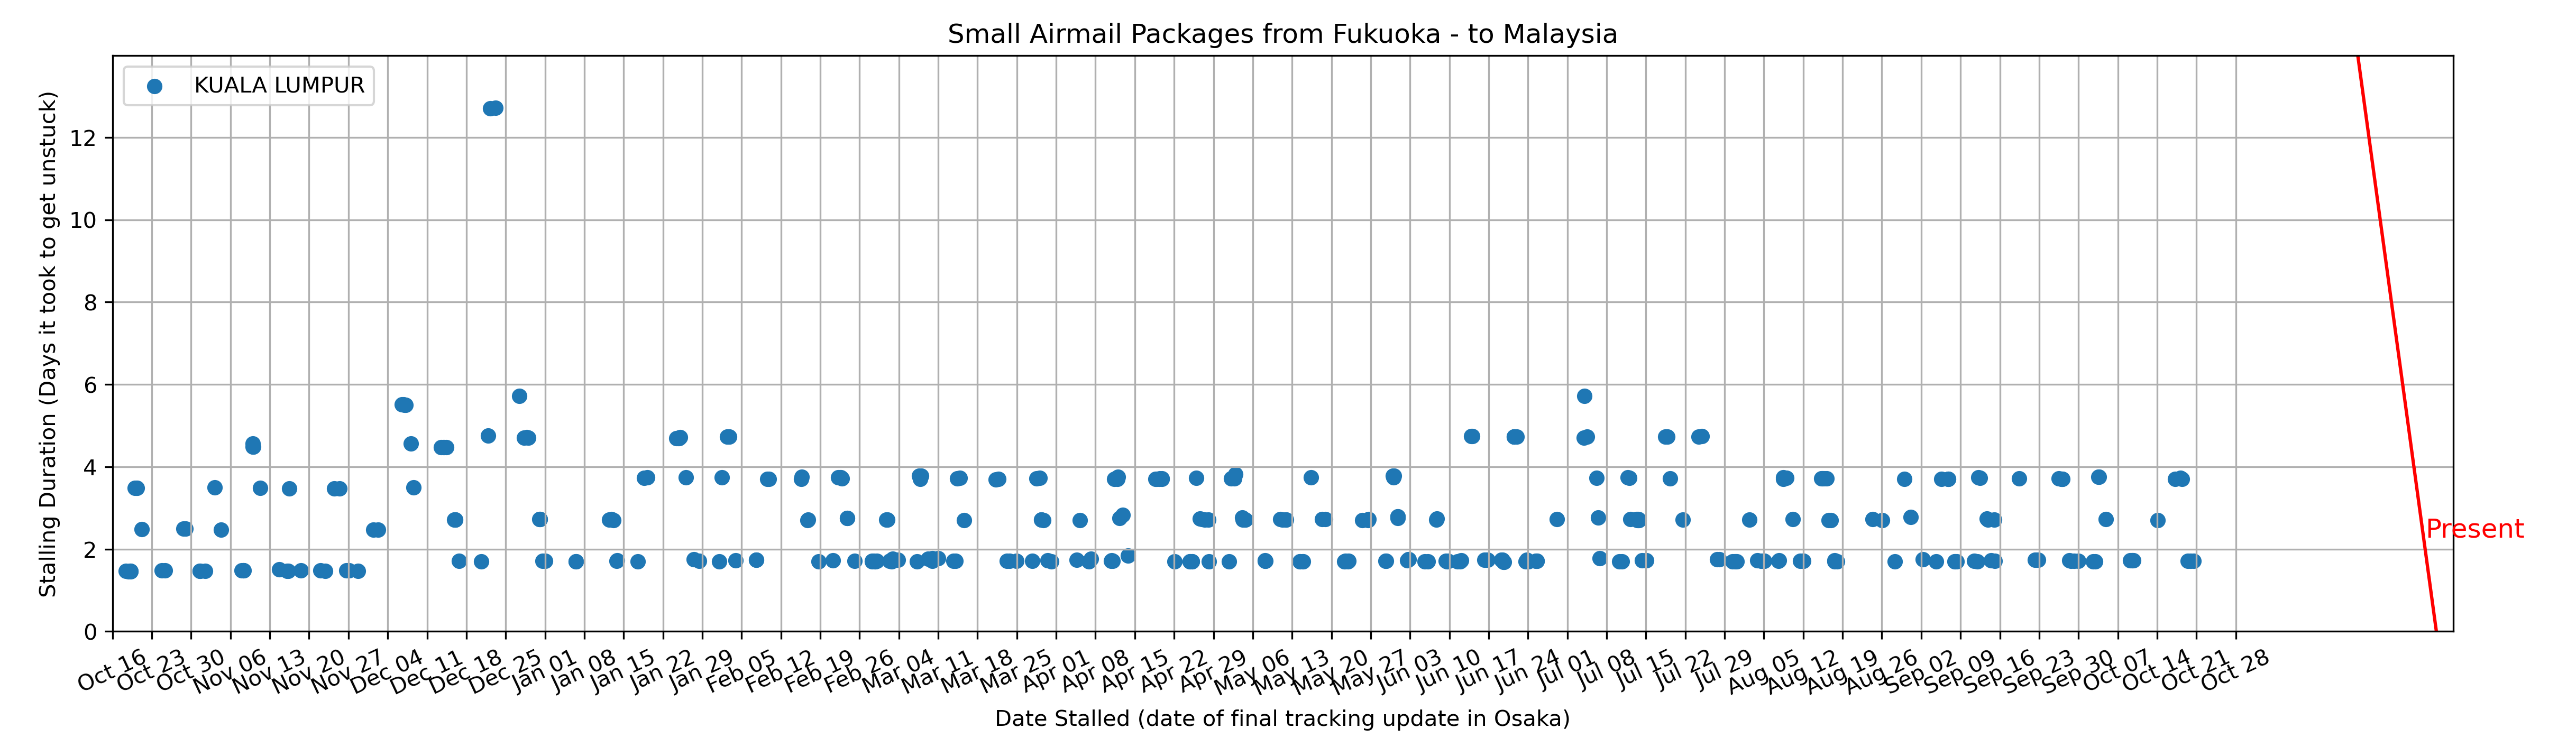 Small Airmail Packages from Fukuoka - to Malaysia
KUALA LUMPUR
Stalling Duration (Days it took to get unstuck)
12
10
8
6
4
2
0
Present
Oct 16 Oct 23 Oct 30 Nov 06 Nov 13 Nov 20 Nov 27 Dec 04 Dec 11 Dec 18 Dec 25 Jan 01 Jan 08 Jan 15 Jan 22 Jan 29 Feb 05 Feb 12 Feb 19 Feb 26 Mar 04 Mar 11 Mar 18 Mar 25 Apr 01 Apr 08 Apr 15 Apr 22 Apr 29 May 06 May 13 May 20 May 27 Jun 03 Jun 10 Jun 17 Jun 24 Jul 01 Jul 08 Jul 15 Jul 22 Jul 29 Aug 05 Aug 12 Aug 19 Aug 26 Sep 02 Sep 09 Sep 16 Sep 23 Sep 30 Oct 07 Oct 14 Oct 21 Oct 28
Date Stalled (date of final tracking update in Osaka)